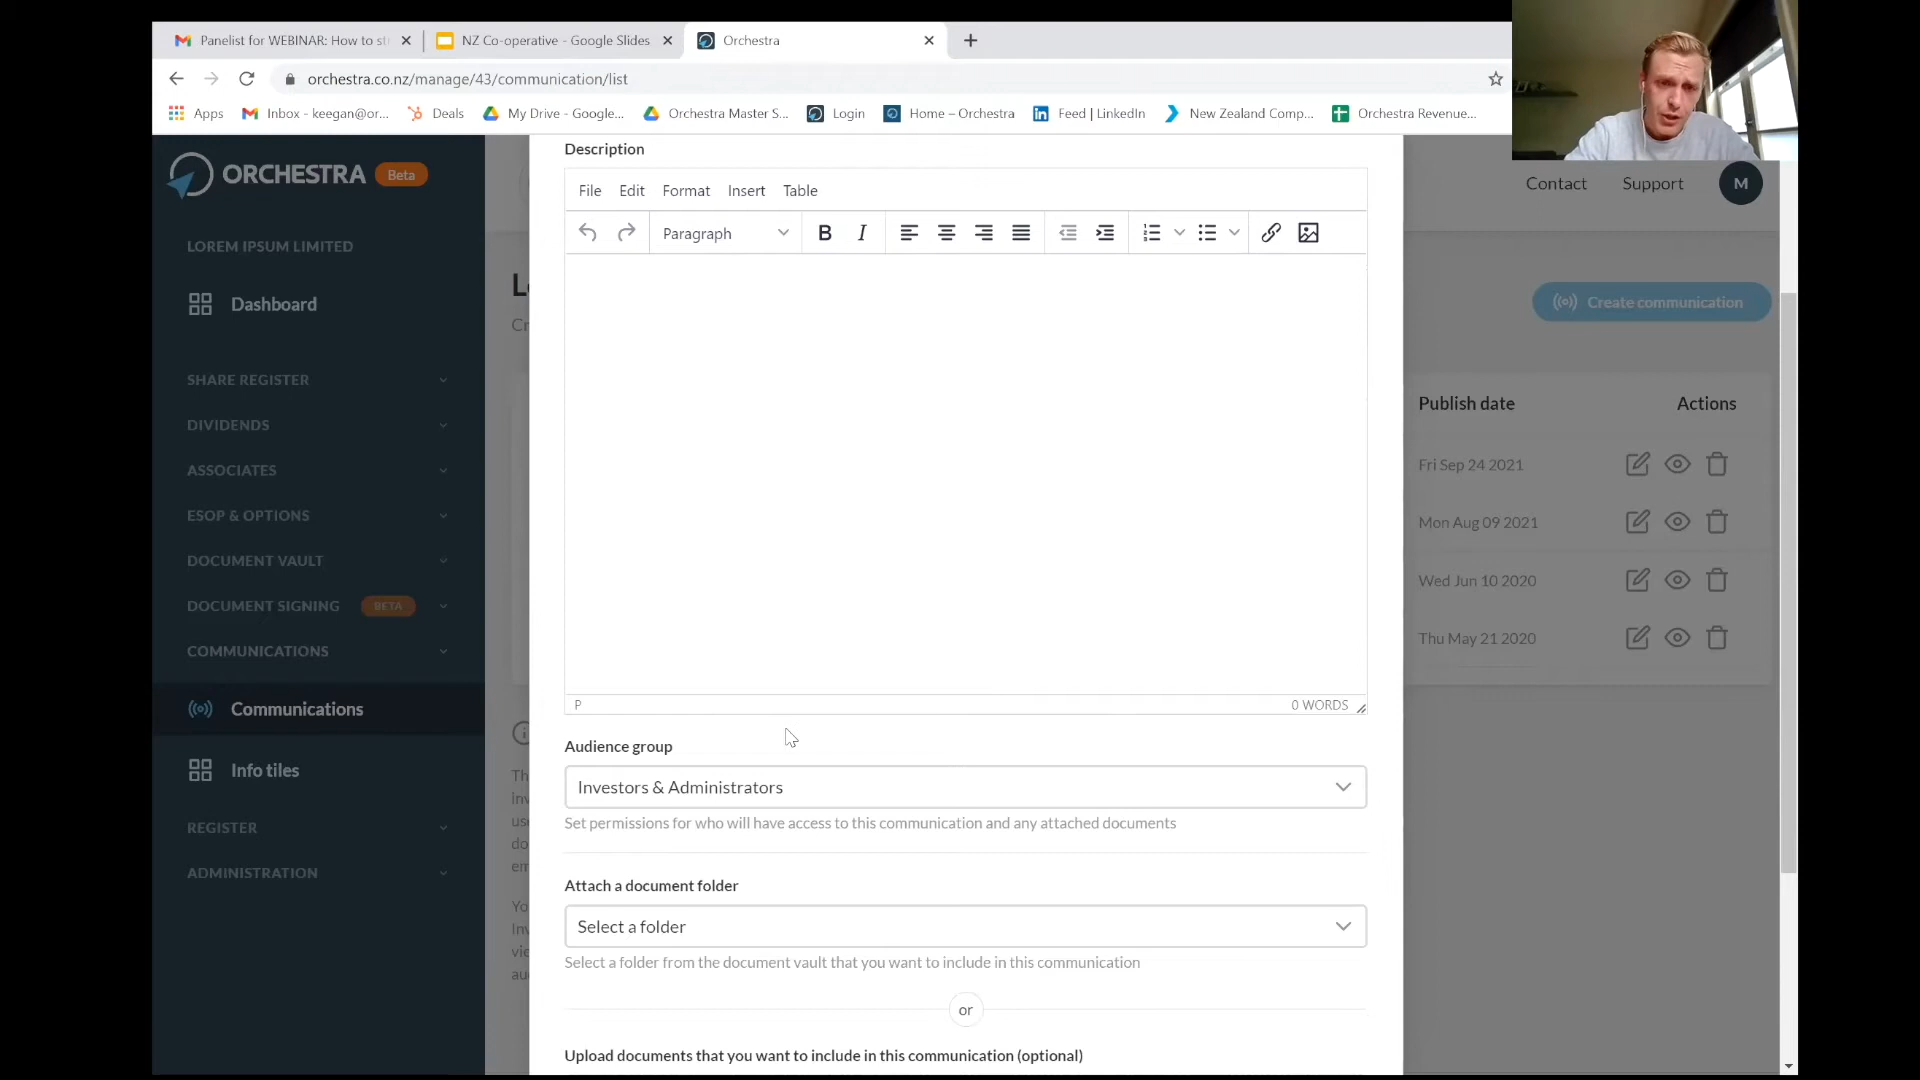 Panelist for WEBINAR: How to st
NZ Co-operative - Google Slides
Orchestra
orchestra.co.nz/manage/43/communication/list
Apps
Inbox - keegan@or...
Deals
My Drive - Google...
Orchestra Master S...
Login
Home – Orchestra
Feed | LinkedIn
New Zealand Comp...
Orchestra Revenue...
ORCHESTRA Beta
Contact
Support
M
LOREM IPSUM LIMITED
Dashboard
SHARE REGISTER
DIVIDENDS
ASSOCIATES
ESOP & OPTIONS
DOCUMENT VAULT
DOCUMENT SIGNING BETA
COMMUNICATIONS
Communications
Info tiles
REGISTER
ADMINISTRATION
Description
File Edit Format Insert Table
Paragraph
B I
P
0 WORDS
Audience group
Investors & Administrators
Set permissions for who will have access to this communication and any attached documents
Attach a document folder
Select a folder
Select a folder from the document vault that you want to include in this communication
or
Upload documents that you want to include in this communication (optional)
Create communication
Publish date
Actions
Fri Sep 24 2021
Mon Aug 09 2021
Wed Jun 10 2020
Thu May 21 2020